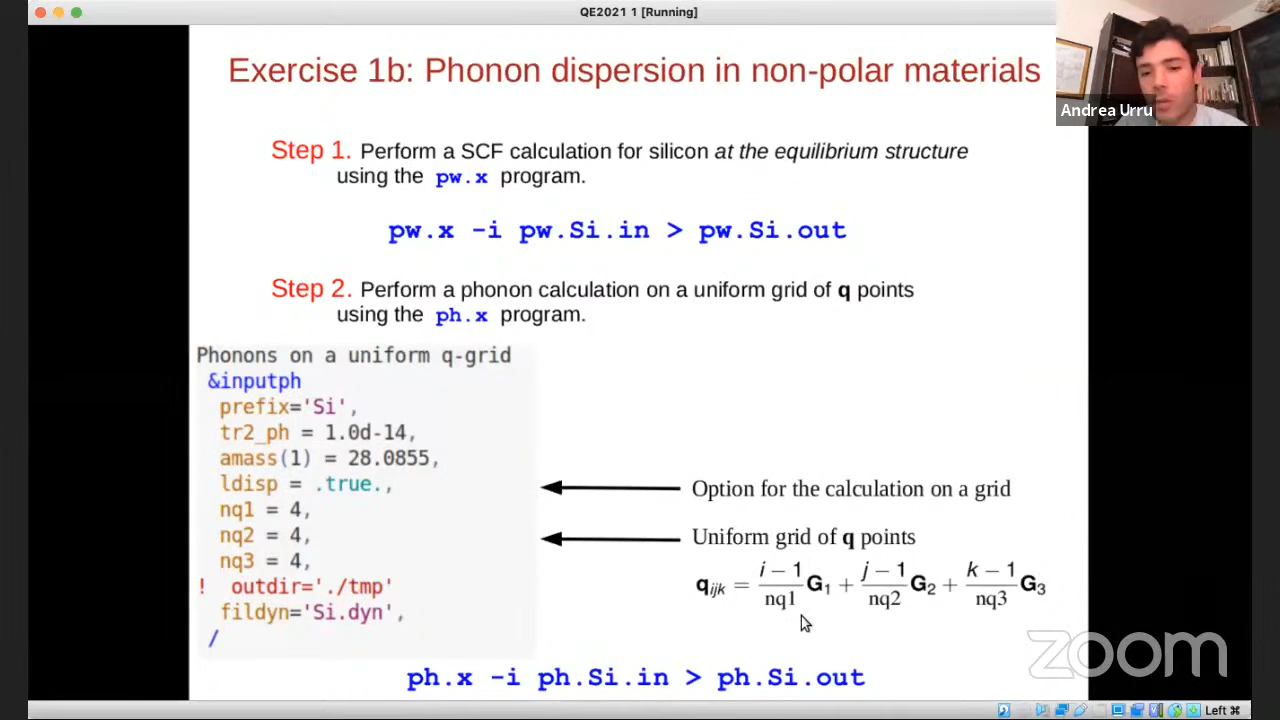 QE2021 1 [Running]
Exercise 1b: Phonon dispersion in non-polar materials
Andrea Urru
Step 1. Perform a SCF calculation for silicon at the equilibrium structure
using the pw.x program.
pw.x -i pw.Si.in > pw.Si.out
Step 2. Perform a phonon calculation on a uniform grid of q points
using the ph.x program.
Phonons on a uniform q-grid
&inputph
prefix='Si',
tr2_ph = 1.0d-14,
amass(1) = 28.0855,
ldisp = .true.,
Option for the calculation on a grid
nq1 = 4,
nq2 = 4,
Uniform grid of q points
nq3 = 4,
q_{ijk} = \frac{i-1}{nq1} G_1 + \frac{j-1}{nq2} G_2 + \frac{k-1}{nq3} G_3
! outdir='./tmp'
fildyn='Si.dyn',
/
zoom
ph.x -i ph.Si.in > ph.Si.out
Left ⌘